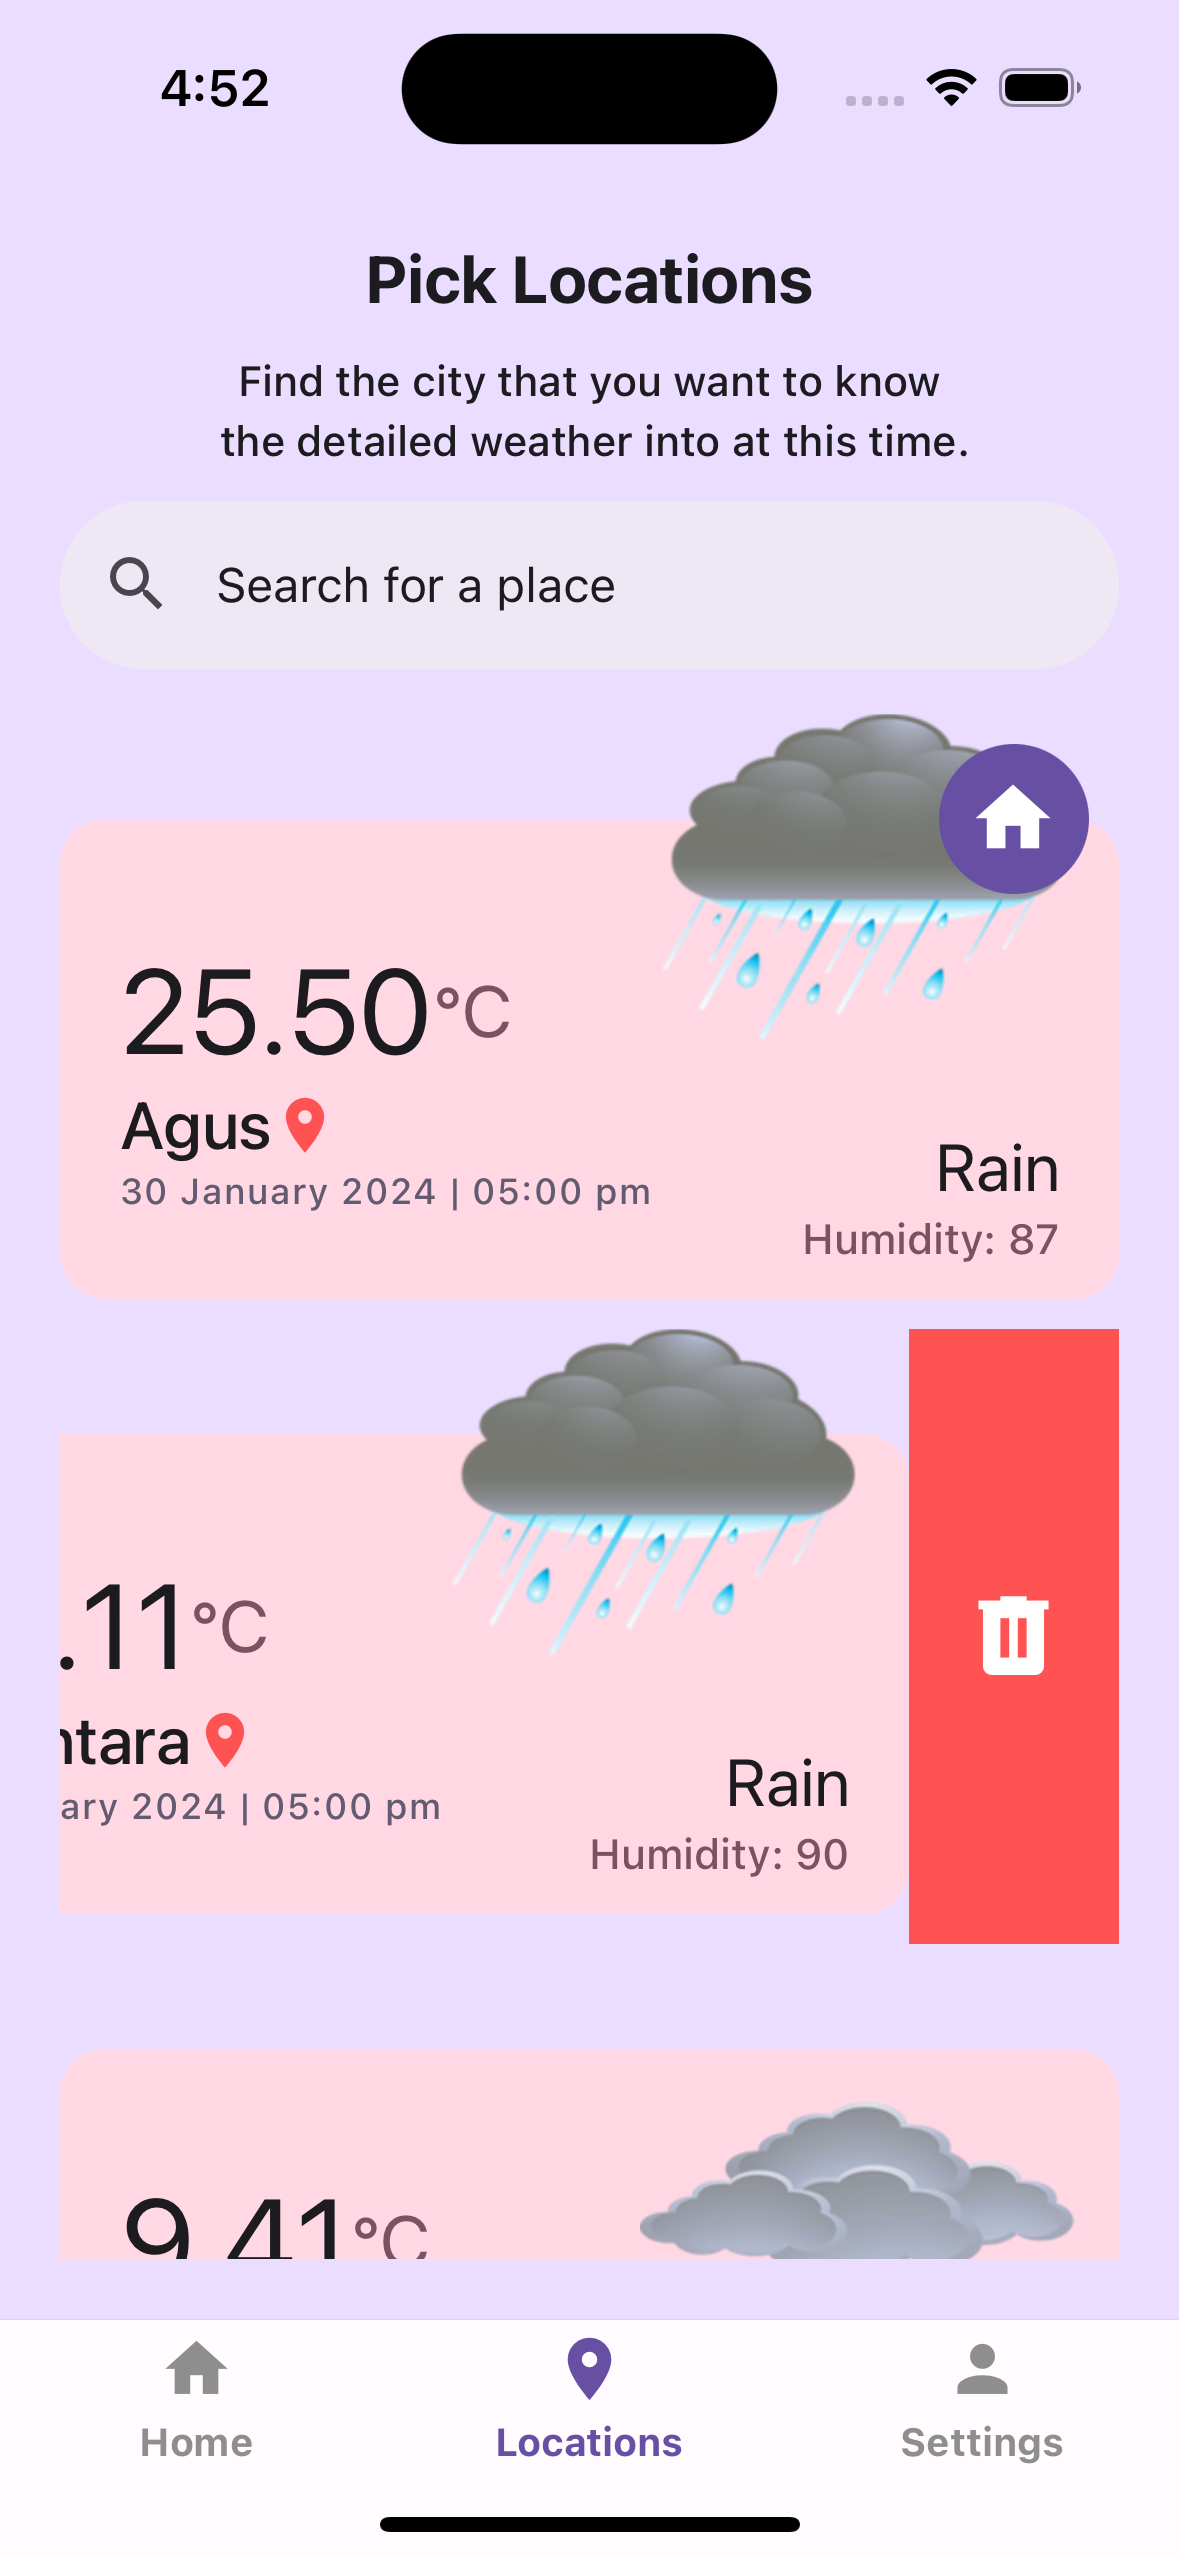 4:52
Pick Locations
Find the city that you want to know
the detailed weather into at this time.
Search for a place
25.50°C
Agus
30 January 2024 | 05:00 pm
Rain
Humidity: 87
.11°C
ntara
ary 2024 | 05:00 pm
Rain
Humidity: 90
9.41°C
Home
Locations
Settings